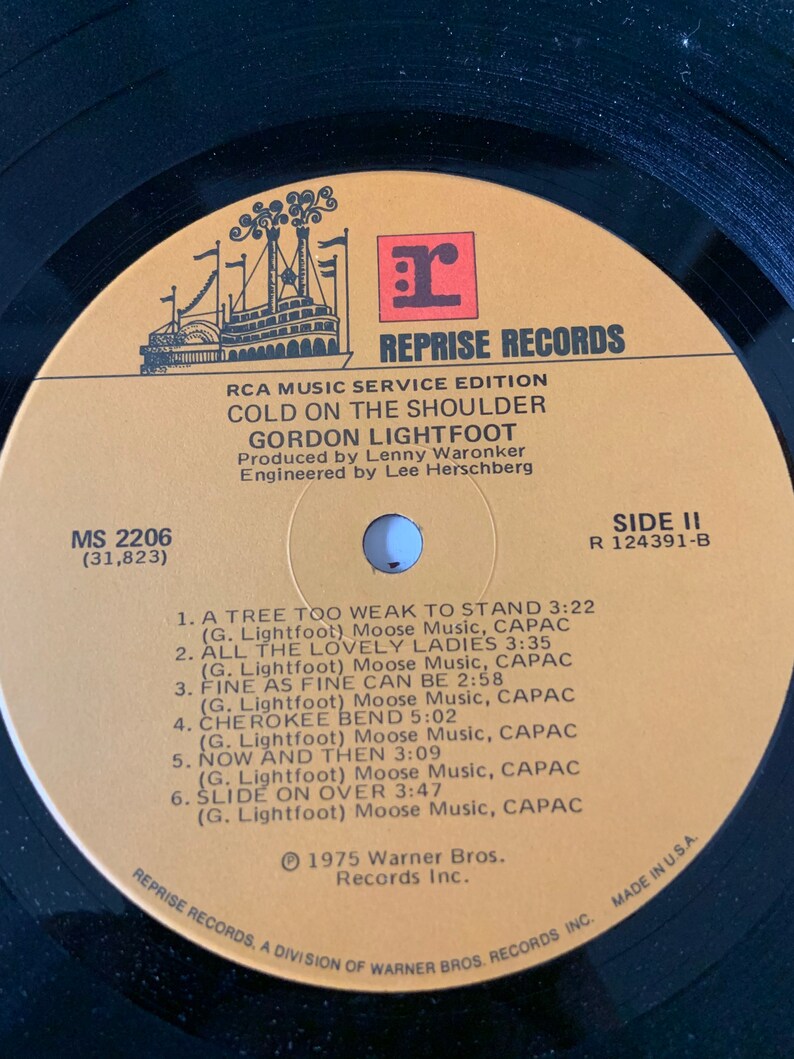 r
REPRISE RECORDS
RCA MUSIC SERVICE EDITION
COLD ON THE SHOULDER
GORDON LIGHTFOOT
Produced by Lenny Waronker
Engineered by Lee Herschberg
MS 2206
(31,823)
SIDE II
R 124391-B
1. A TREE TOO WEAK TO STAND 3:22
(G. Lightfoot) Moose Music, CAPAC
2. ALL THE LOVELY LADIES 3:35
(G. Lightfoot) Moose Music, CAPAC
3. FINE AS FINE CAN BE 2:58
(G. Lightfoot) Moose Music, CAPAC
4. CHEROKEE BEND 5:02
(G. Lightfoot) Moose Music, CAPAC
5. NOW AND THEN 3:09
(G. Lightfoot) Moose Music, CAPAC
6. SLIDE ON OVER 3:47
(G. Lightfoot) Moose Music, CAPAC
℗ 1975 Warner Bros.
Records Inc.
REPRISE RECORDS, A DIVISION OF WARNER BROS. RECORDS INC. MADE IN U.S.A.